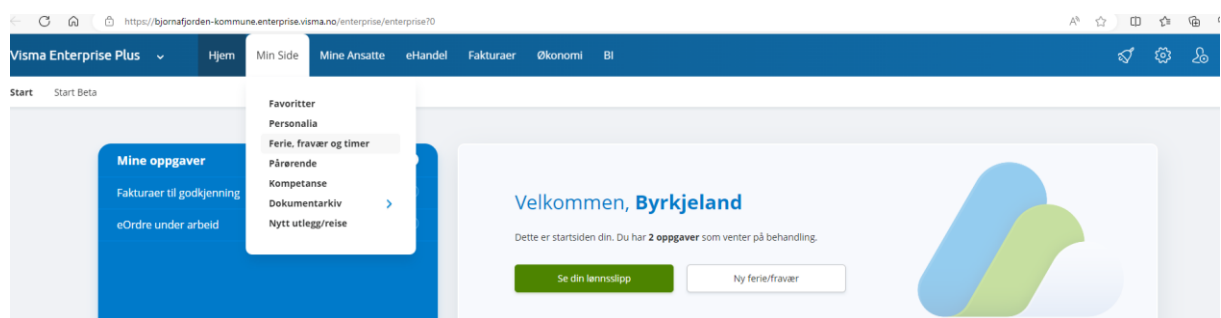 https://bjornafjorden-kommune.enterprise.visma.no/enterprise/enterprise?0
Visma Enterprise Plus Hjem Min Side Mine Ansatte eHandel Fakturaer Økonomi BI
Start Start Beta
Favoritter
Personalia
Ferie, fravær og timer
Pårørende
Kompetanse
Dokumentarkiv
Nytt utlegg/reise
Mine oppgaver
Fakturaer til godkjenning
eOrdre under arbeid
Velkommen, Byrkjeland
Dette er startsiden din. Du har 2 oppgaver som venter på behandling.
Se din lønnsslipp Ny ferie/fravær